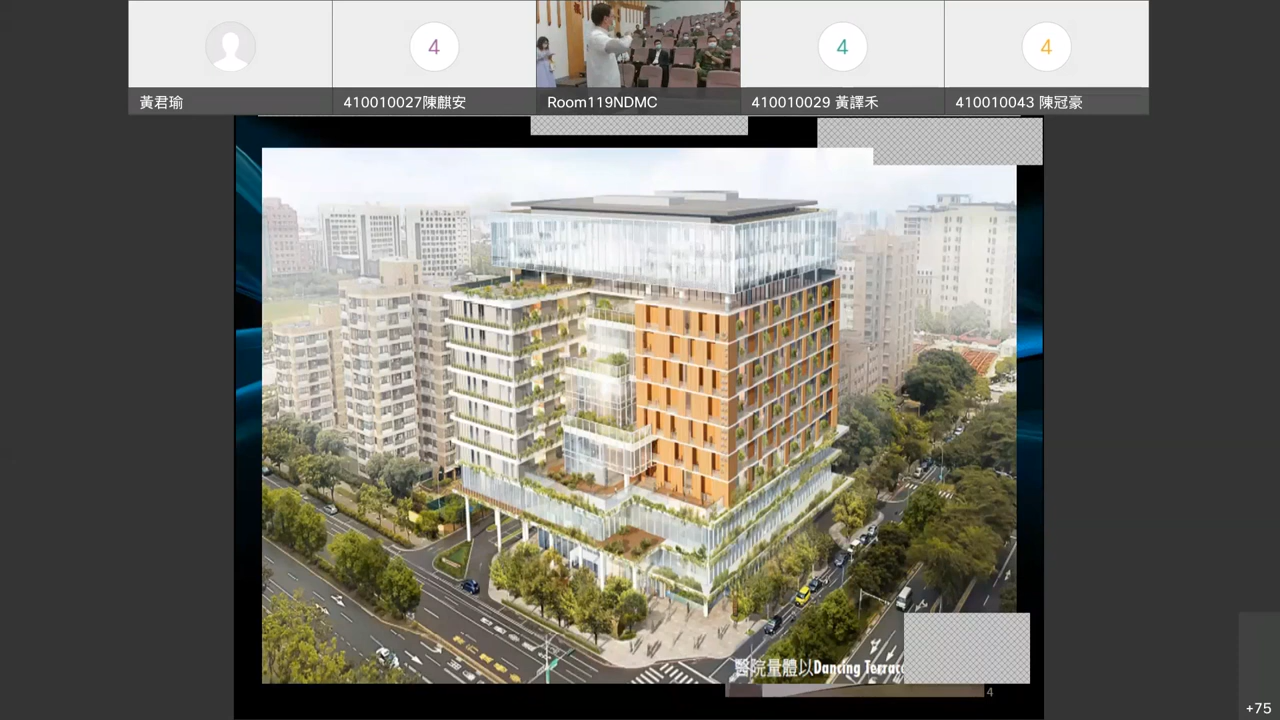 4
4
4
黃君瑜
410010027陳麒安
Room119NDMC
410010029 黃譯禾
410010043 陳冠豪
醫院量體以Dancing Terrac
4
+75